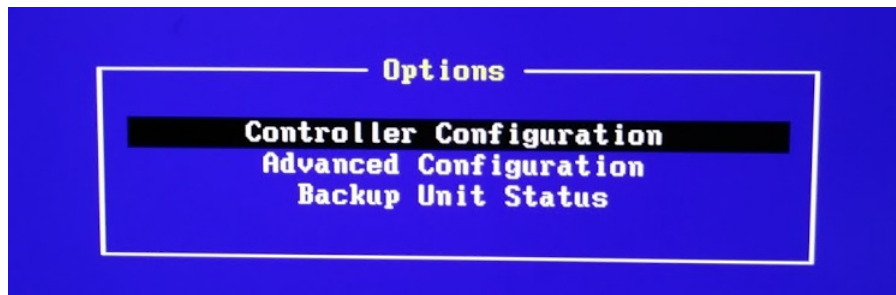 Options
Controller Configuration
Advanced Configuration
Backup Unit Status